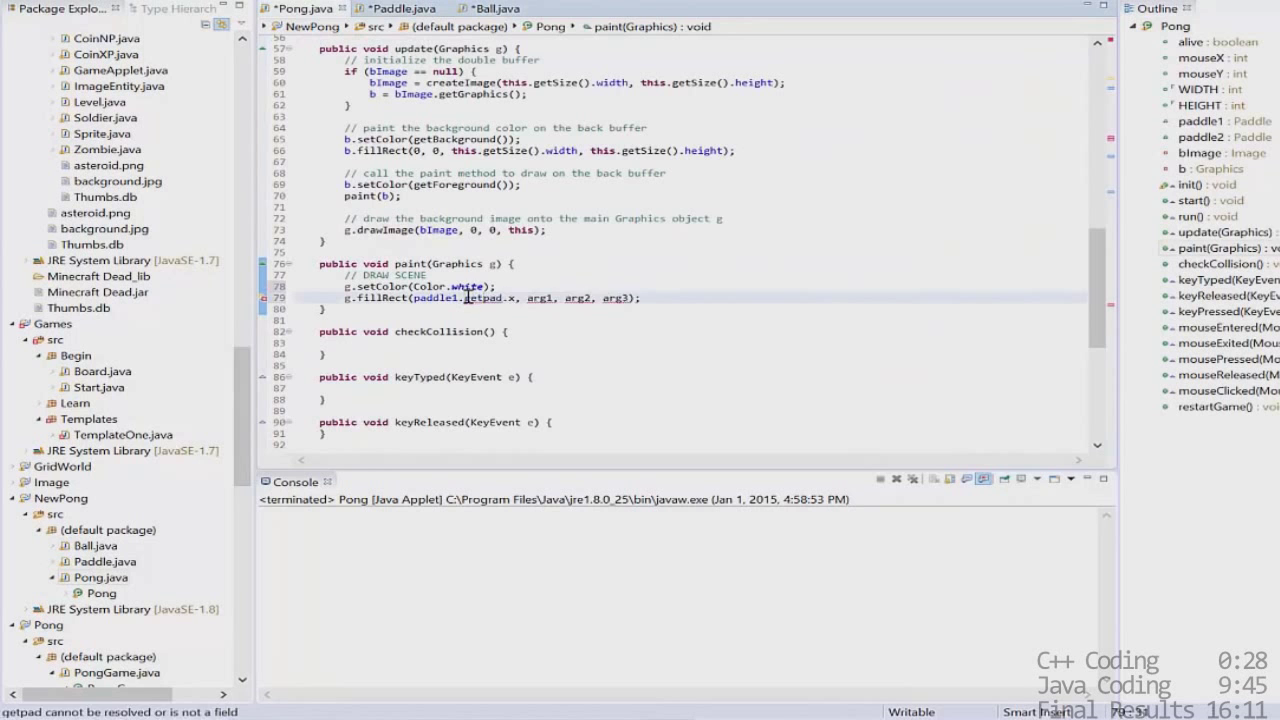 Package Explo...
Type Hierarch
CoinNP.java
CoinXP.java
GameApplet.java
ImageEntity.java
Level.java
Soldier.java
Sprite.java
Zombie.java
asteroid.png
background.jpg
Thumbs.db
asteroid.png
background.jpg
Thumbs.db
JRE System Library [JavaSE-1.7]
Minecraft Dead_lib
Minecraft Dead.jar
Thumbs.db
Games
src
Begin
Board.java
Start.java
Learn
Templates
TemplateOne.java
JRE System Library [JavaSE-1.7]
GridWorld
Image
NewPong
src
(default package)
Ball.java
Paddle.java
Pong.java
Pong
JRE System Library [JavaSE-1.8]
Pong
src
(default package)
PongGame.java
*Pong.java *Paddle.java *Ball.java
NewPong src (default package) Pong paint(Graphics) : void
56
57 public void update(Graphics g) {
58 // initialize the double buffer
59 if (bImage == null) {
60 bImage = createImage(this.getSize().width, this.getSize().height);
61 b = bImage.getGraphics();
62 }
63
64 // paint the background color on the back buffer
65 b.setColor(getBackground());
66 b.fillRect(0, 0, this.getSize().width, this.getSize().height);
67
68 // call the paint method to draw on the back buffer
69 b.setColor(getForeground());
70 paint(b);
71
72 // draw the background image onto the main Graphics object g
73 g.drawImage(bImage, 0, 0, this);
74 }
75
76 public void paint(Graphics g) {
77 // DRAW SCENE
78 g.setColor(Color.white);
79 g.fillRect(paddle1.getpad.x, arg1, arg2, arg3);
80 }
81
82 public void checkCollision() {
83
84 }
85
86 public void keyTyped(KeyEvent e) {
87
88 }
89
90 public void keyReleased(KeyEvent e) {
91 }
92
Console
<terminated> Pong [Java Applet] C:\Program Files\Java\jre1.8.0_25\bin\javaw.exe (Jan 1, 2015, 4:58:53 PM)
Outline
Pong
alive : boolean
mouseX : int
mouseY : int
WIDTH : int
HEIGHT : int
paddle1 : Paddle
paddle2 : Paddle
bImage : Image
b : Graphics
init() : void
start() : void
run() : void
update(Graphics) :
paint(Graphics) : void
checkCollision() :
keyTyped(KeyEve
keyReleased(KeyE
keyPressed(KeyEv
mouseEntered(Mo
mouseExited(Mou
mousePressed(Mo
mouseReleased(M
mouseClicked(Mo
restartGame() : vo
C++ Coding 0:28
Java Coding 9:45
Final Results 16:11
getpad cannot be resolved or is not a field
Writable
Smart Insert